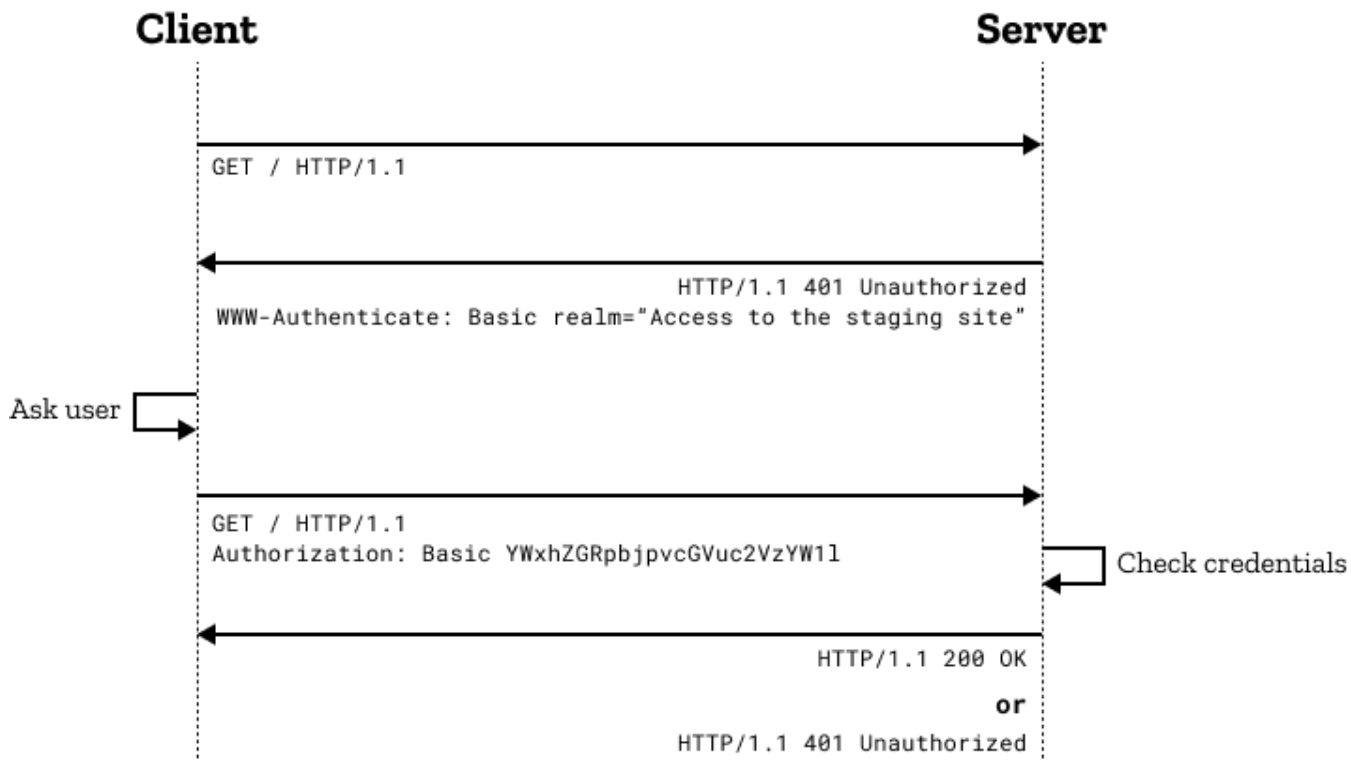 Client
Server
GET / HTTP/1.1
HTTP/1.1 401 Unauthorized
WWW-Authenticate: Basic realm=“Access to the staging site”
Ask user
GET / HTTP/1.1
Authorization: Basic YWxhZGRpbjpvcGVuc2VzYW1l
Check credentials
HTTP/1.1 200 OK
or
HTTP/1.1 401 Unauthorized